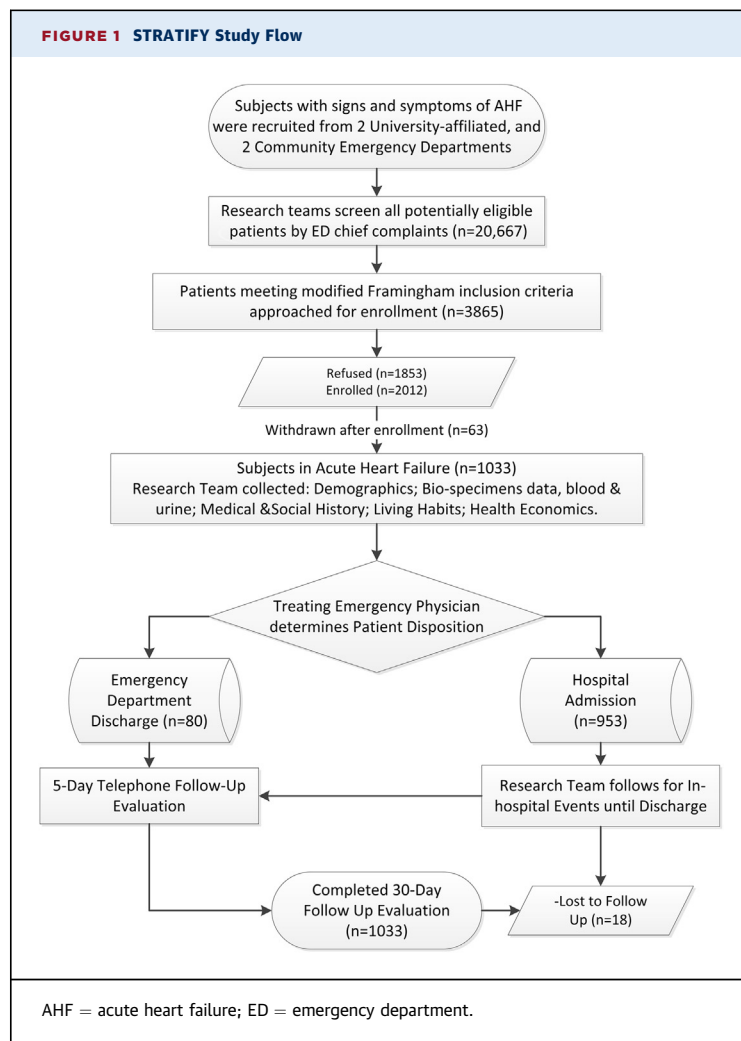 FIGURE 1 STRATIFY Study Flow
Subjects with signs and symptoms of AHF
were recruited from 2 University-affiliated, and
2 Community Emergency Departments
Research teams screen all potentially eligible
patients by ED chief complaints (n=20,667)
Patients meeting modified Framingham inclusion criteria
approached for enrollment (n=3865)
Refused (n=1853)
Enrolled (n=2012)
Withdrawn after enrollment (n=63)
Subjects in Acute Heart Failure (n=1033)
Research Team collected: Demographics; Bio-specimens data, blood &
urine; Medical &Social History; Living Habits; Health Economics.
Treating Emergency Physician
determines Patient Disposition
Emergency
Department
Discharge (n=80)
Hospital
Admission
(n=953)
5-Day Telephone Follow-Up
Evaluation
Research Team follows for In-
hospital Events until Discharge
Completed 30-Day
Follow Up Evaluation
(n=1033)
-Lost to Follow
Up (n=18)
AHF = acute heart failure; ED = emergency department.